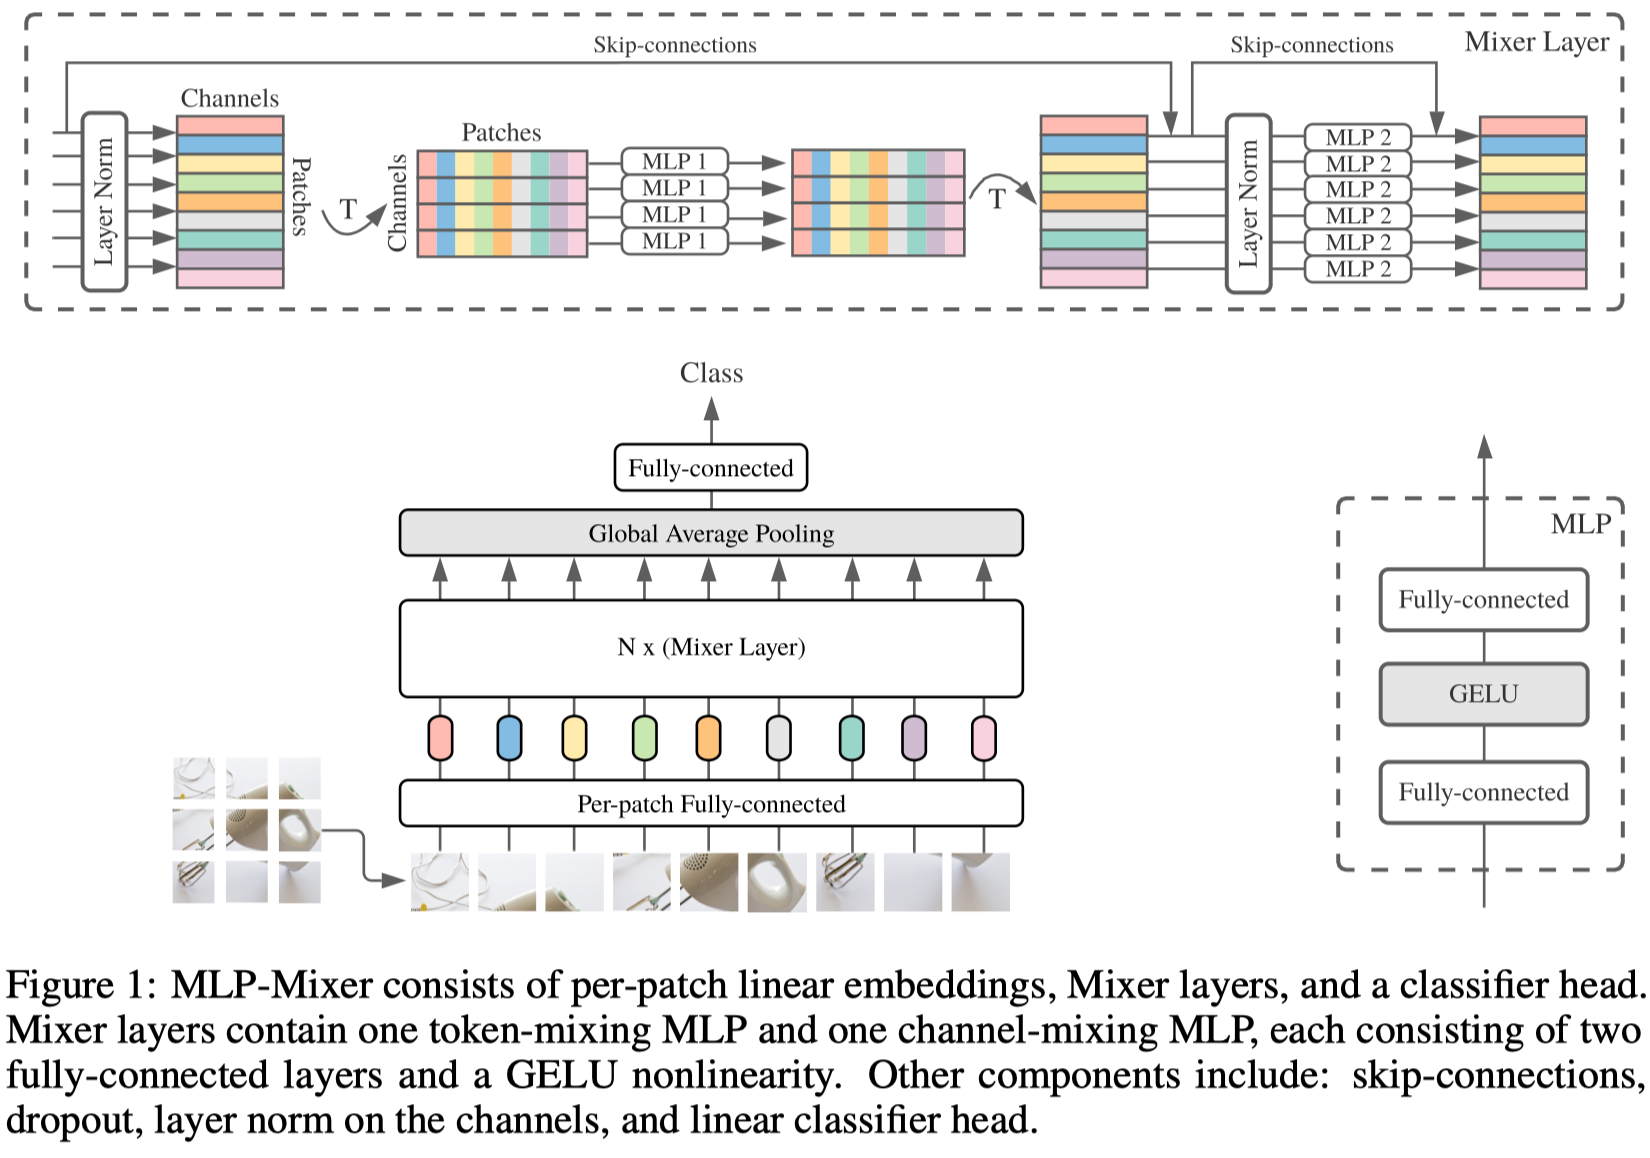 Skip-connections
Skip-connections
Mixer Layer
Channels
Patches
Layer Norm
Patches
T
Channels
MLP 1
MLP 1
MLP 1
MLP 1
T
Layer Norm
MLP 2
MLP 2
MLP 2
MLP 2
MLP 2
MLP 2
Class
Fully-connected
Global Average Pooling
N x (Mixer Layer)
Per-patch Fully-connected
MLP
Fully-connected
GELU
Fully-connected
Figure 1: MLP-Mixer consists of per-patch linear embeddings, Mixer layers, and a classifier head.
Mixer layers contain one token-mixing MLP and one channel-mixing MLP, each consisting of two
fully-connected layers and a GELU nonlinearity. Other components include: skip-connections,
dropout, layer norm on the channels, and linear classifier head.